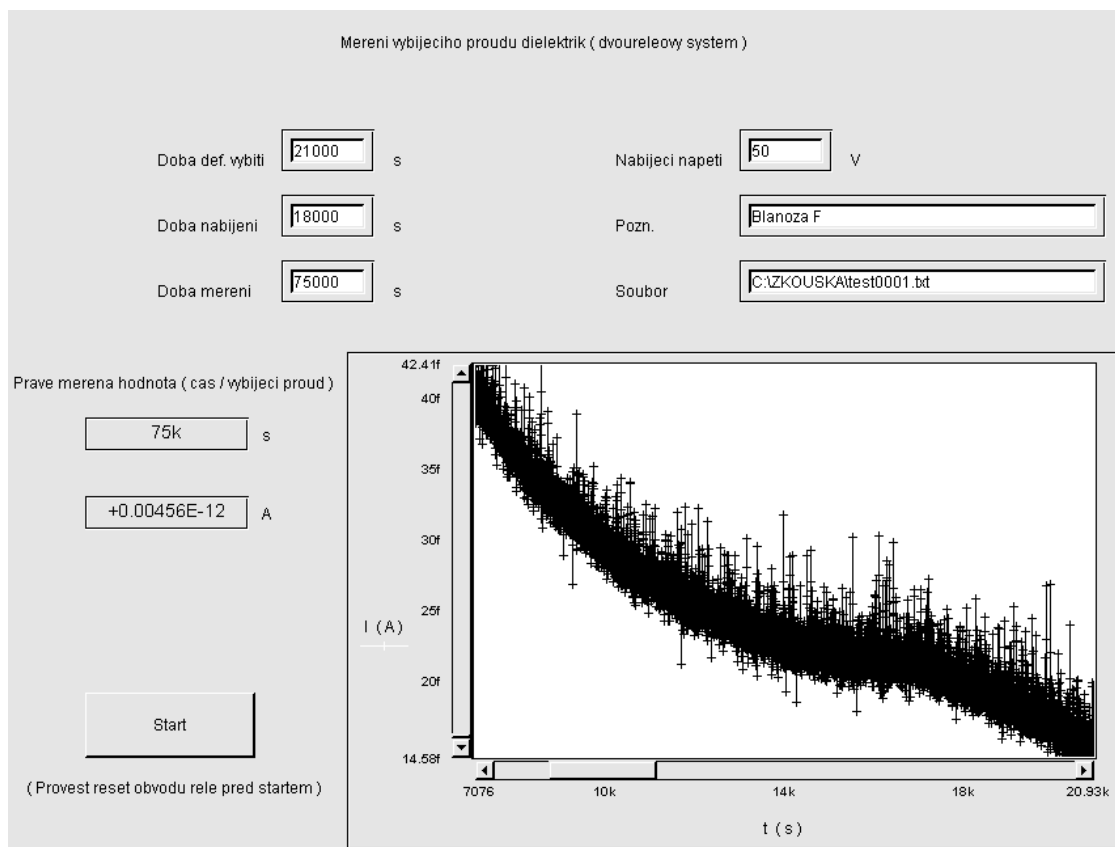 Mereni vybijeciho proudu dielektrik ( dvoureleovy system )
Doba def. vybiti 21000 s
Nabijeci napeti 50 V
Doba nabijeni 18000 s
Pozn. Blanoza F
Doba mereni 75000 s
Soubor C:\ZKOUSKA\test0001.txt
Prave merena hodnota ( cas / vybijeci proud )
75k s
+0.00456E-12 A
Start
( Provest reset obvodu rele pred startem )
42.41f
40f
35f
30f
25f
I (A)
20f
14.58f
7076 10k 14k 18k 20.93k
t (s)